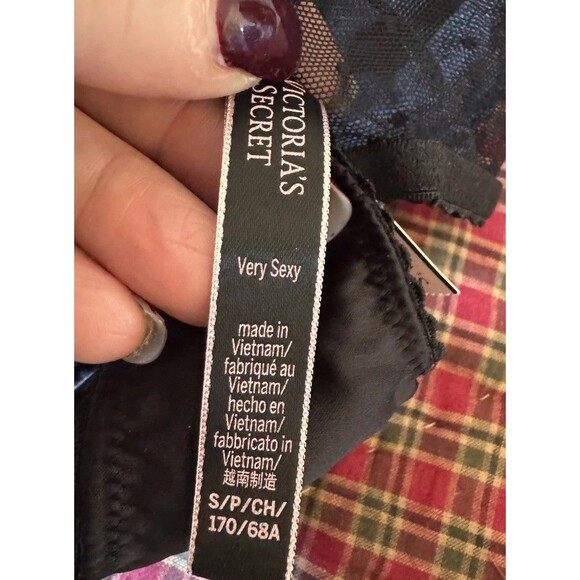 VICTORIA'S
SECRET
Very Sexy
made in
Vietnam/
fabriqué au
Vietnam/
hecho en
Vietnam/
fabbricato in
Vietnam/
越南制造
S/P/CH/
170/68A